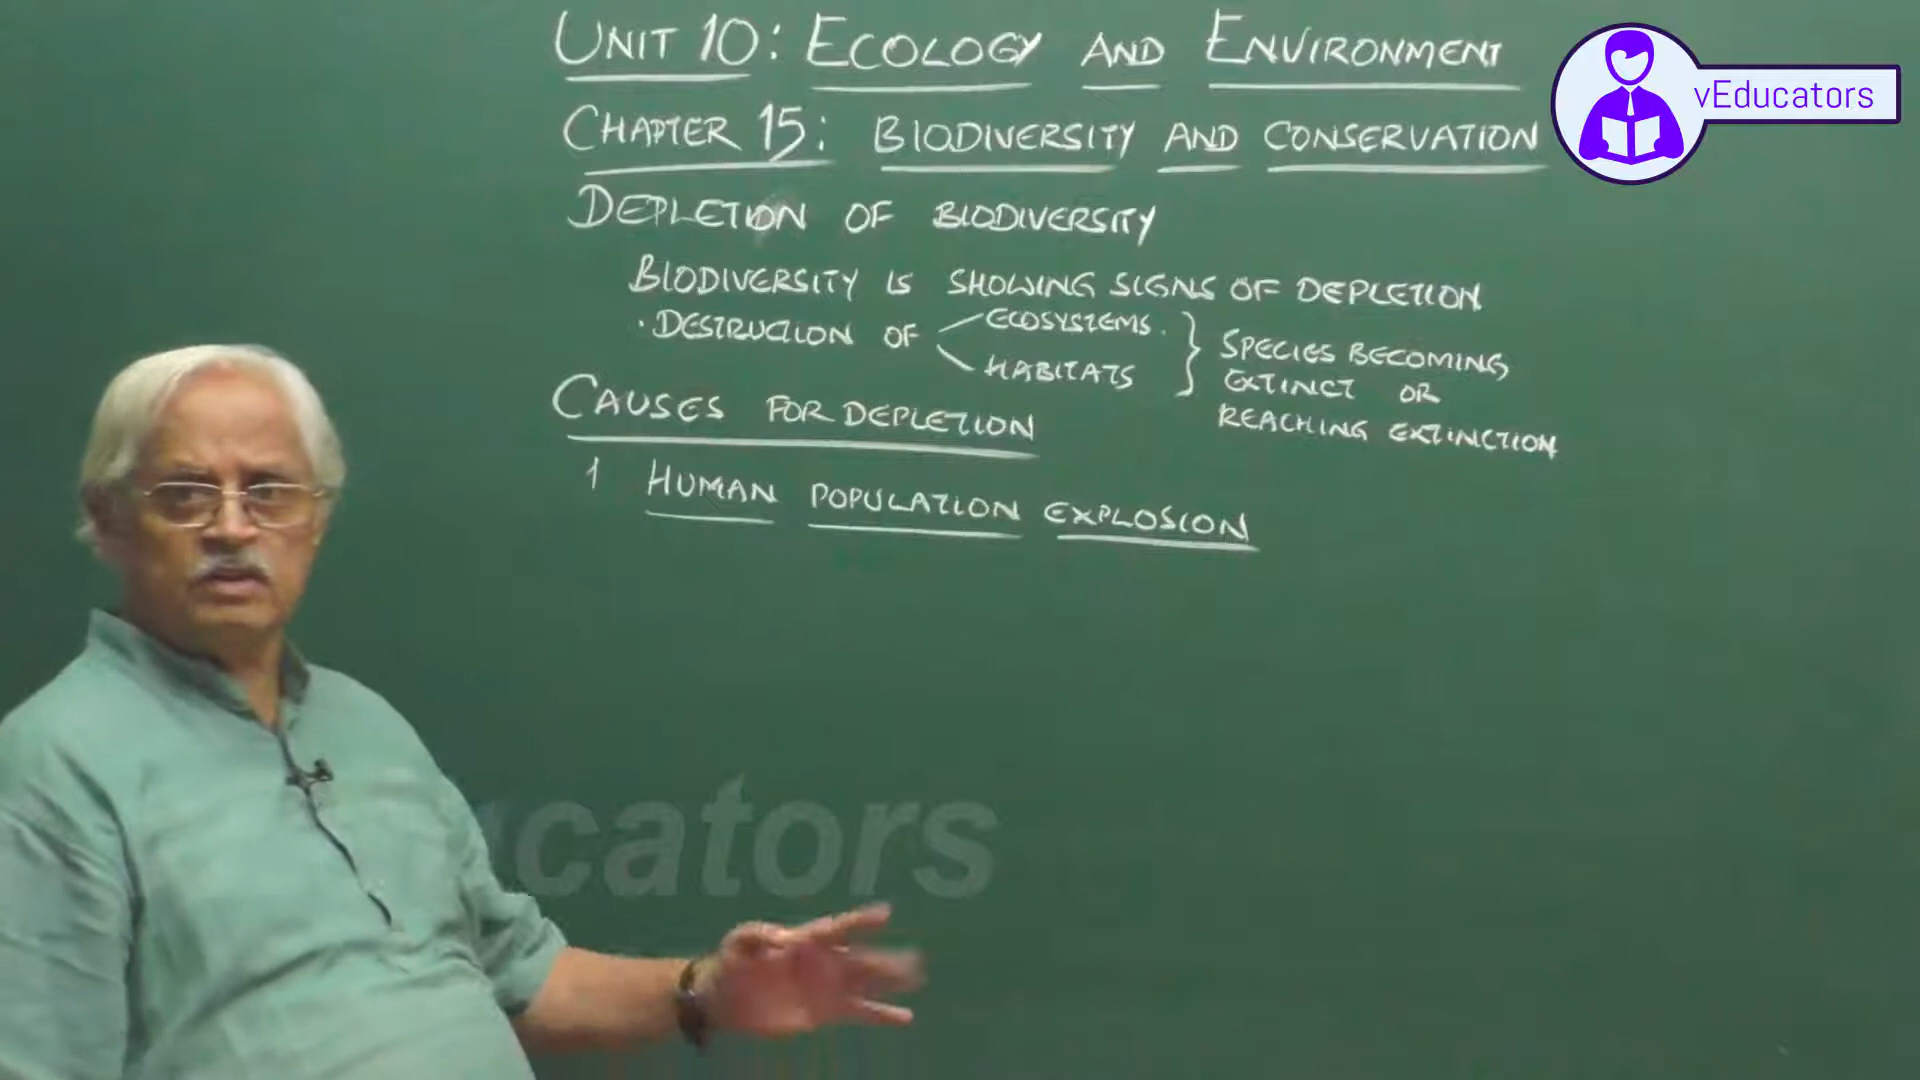 UNIT 10: ECOLOGY AND ENVIRONMENT
vEducators
CHAPTER 15: BIODIVERSITY AND CONSERVATION
DEPLETION OF BIODIVERSITY
BIODIVERSITY IS SHOWING SIGNS OF DEPLETION
· DESTRUCTION OF ECOSYSTEMS.
HABITATS
SPECIES BECOMING
EXTINCT OR
REACHING EXTINCTION
CAUSES FOR DEPLETION
1 HUMAN POPULATION EXPLOSION
ucators